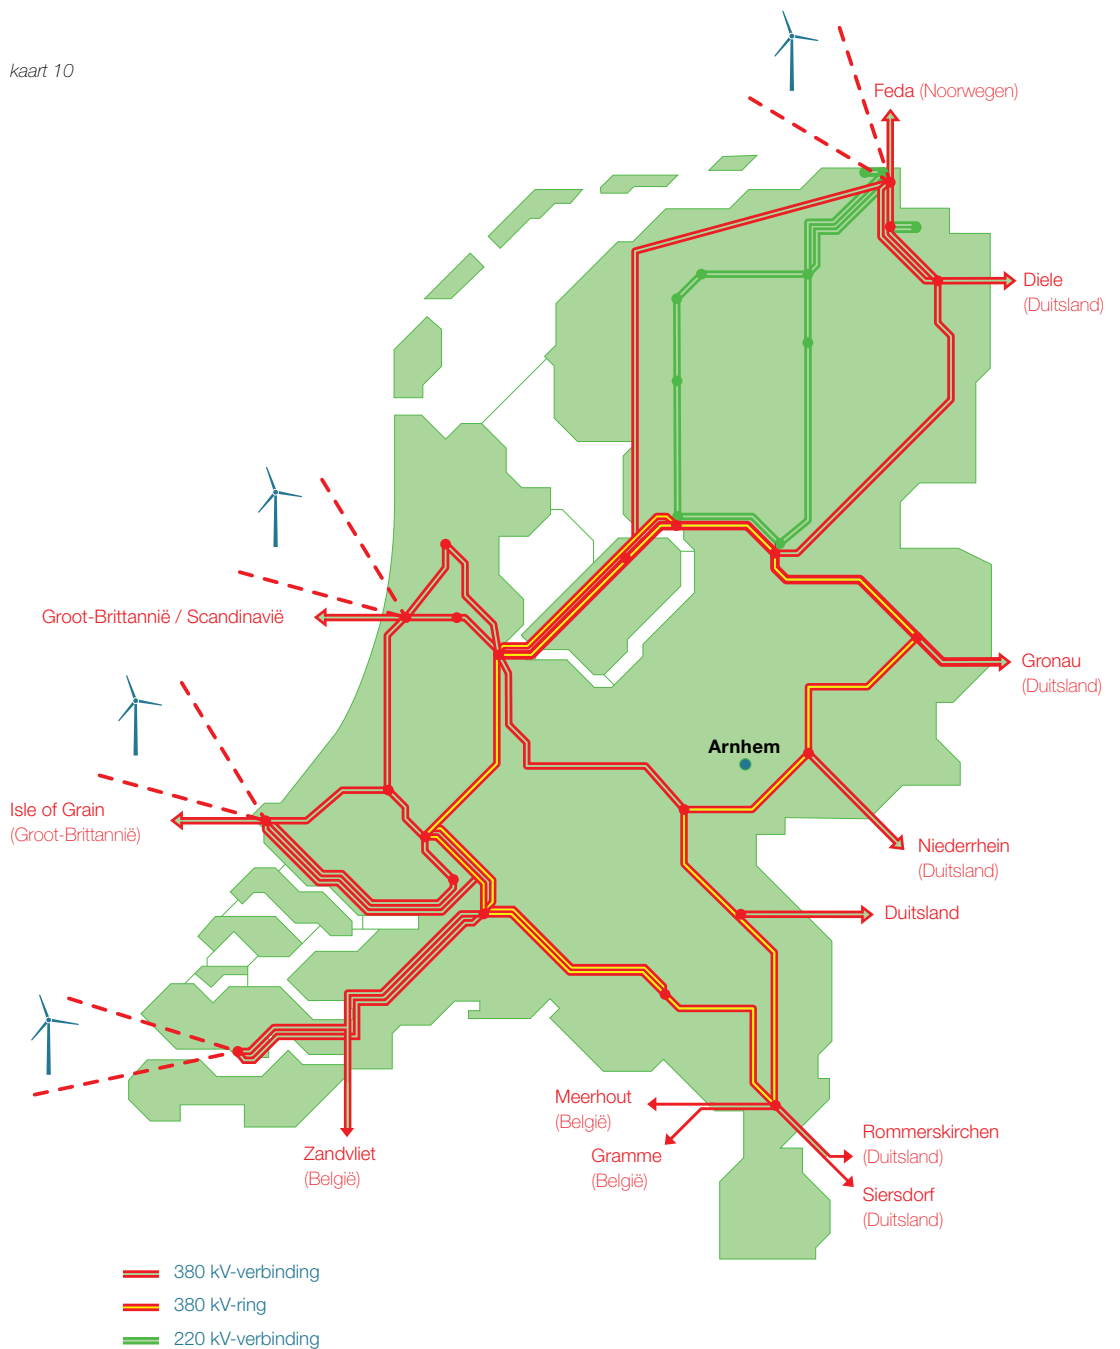 kaart 10
Feda (Noorwegen)
Diele
(Duitsland)
Groot-Brittannië / Scandinavië
Gronau
(Duitsland)
Arnhem
Isle of Grain
(Groot-Brittannië)
Niederrhein
(Duitsland)
Duitsland
Meerhout
(België)
Gramme
(België)
Rommerskirchen
(Duitsland)
Zandvliet
(België)
Siersdorf
(Duitsland)
380 kV-verbinding
380 kV-ring
220 kV-verbinding